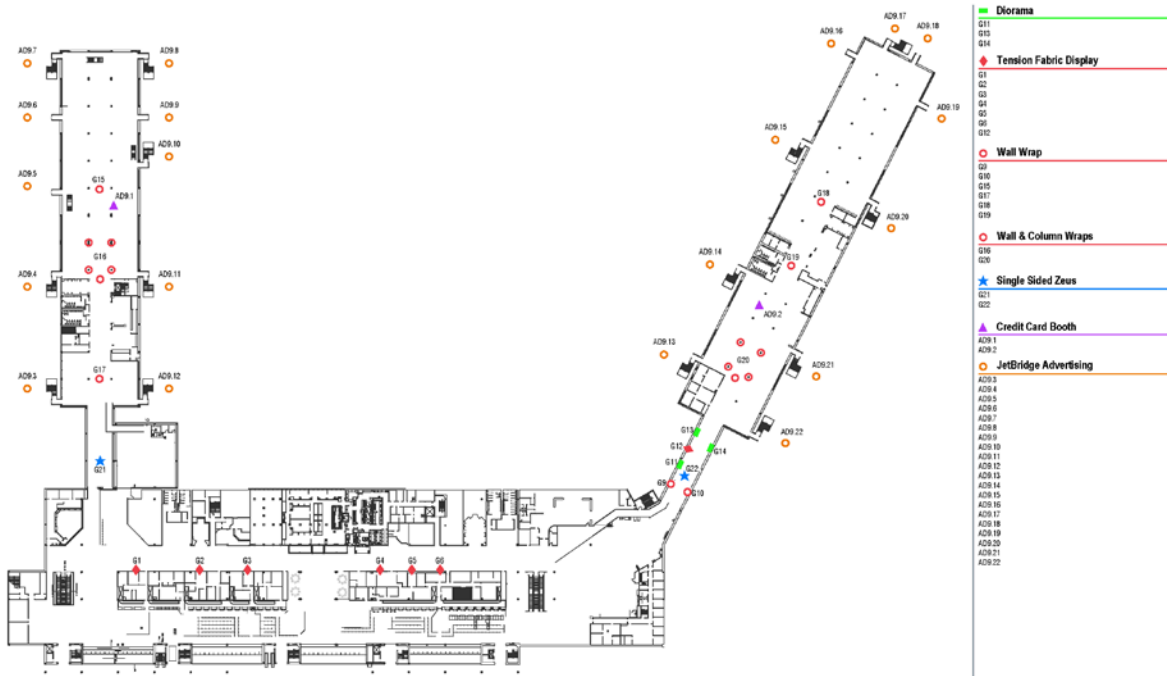 AD9.7
AD9.8
AD9.6
AD9.9
AD9.10
AD9.5
G15
AD9.1
G16
AD9.4
AD9.11
G17
AD9.3
AD9.12
G21
G1
G2
G3
G4
G5
G6
AD9.17
AD9.18
AD9.16
AD9.19
AD9.15
G18
AD9.20
AD9.14
G19
AD9.2
AD9.13
G20
AD9.21
G13
AD9.22
G12
G14
G11
G22
G9
G10
Diorama
G11
G13
G14
Tension Fabric Display
G1
G2
G3
G4
G5
G6
G12
Wall Wrap
G9
G10
G15
G17
G18
G19
Wall & Column Wraps
G16
G20
Single Sided Zeus
G21
G22
Credit Card Booth
AD9.1
AD9.2
JetBridge Advertising
AD9.3
AD9.4
AD9.5
AD9.6
AD9.7
AD9.8
AD9.9
AD9.10
AD9.11
AD9.12
AD9.13
AD9.14
AD9.15
AD9.16
AD9.17
AD9.18
AD9.19
AD9.20
AD9.21
AD9.22